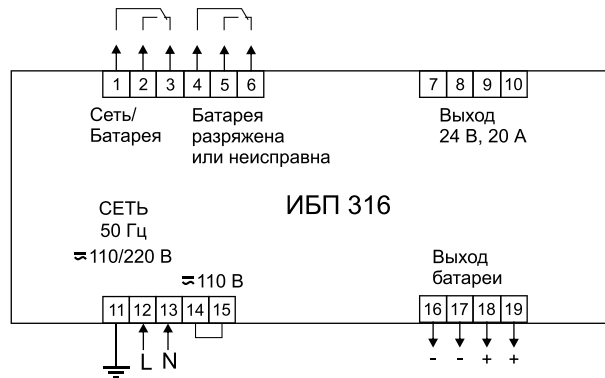 1 2 3 4 5 6
7 8 9 10
Сеть/
Батарея
Батарея
разряжена
или неисправна
Выход
24 В, 20 А
ИБП 316
СЕТЬ
50 Гц
≂110/220 В
≂110 В
Выход
батареи
11 12 13 14 15
16 17 18 19
L N
- - + +